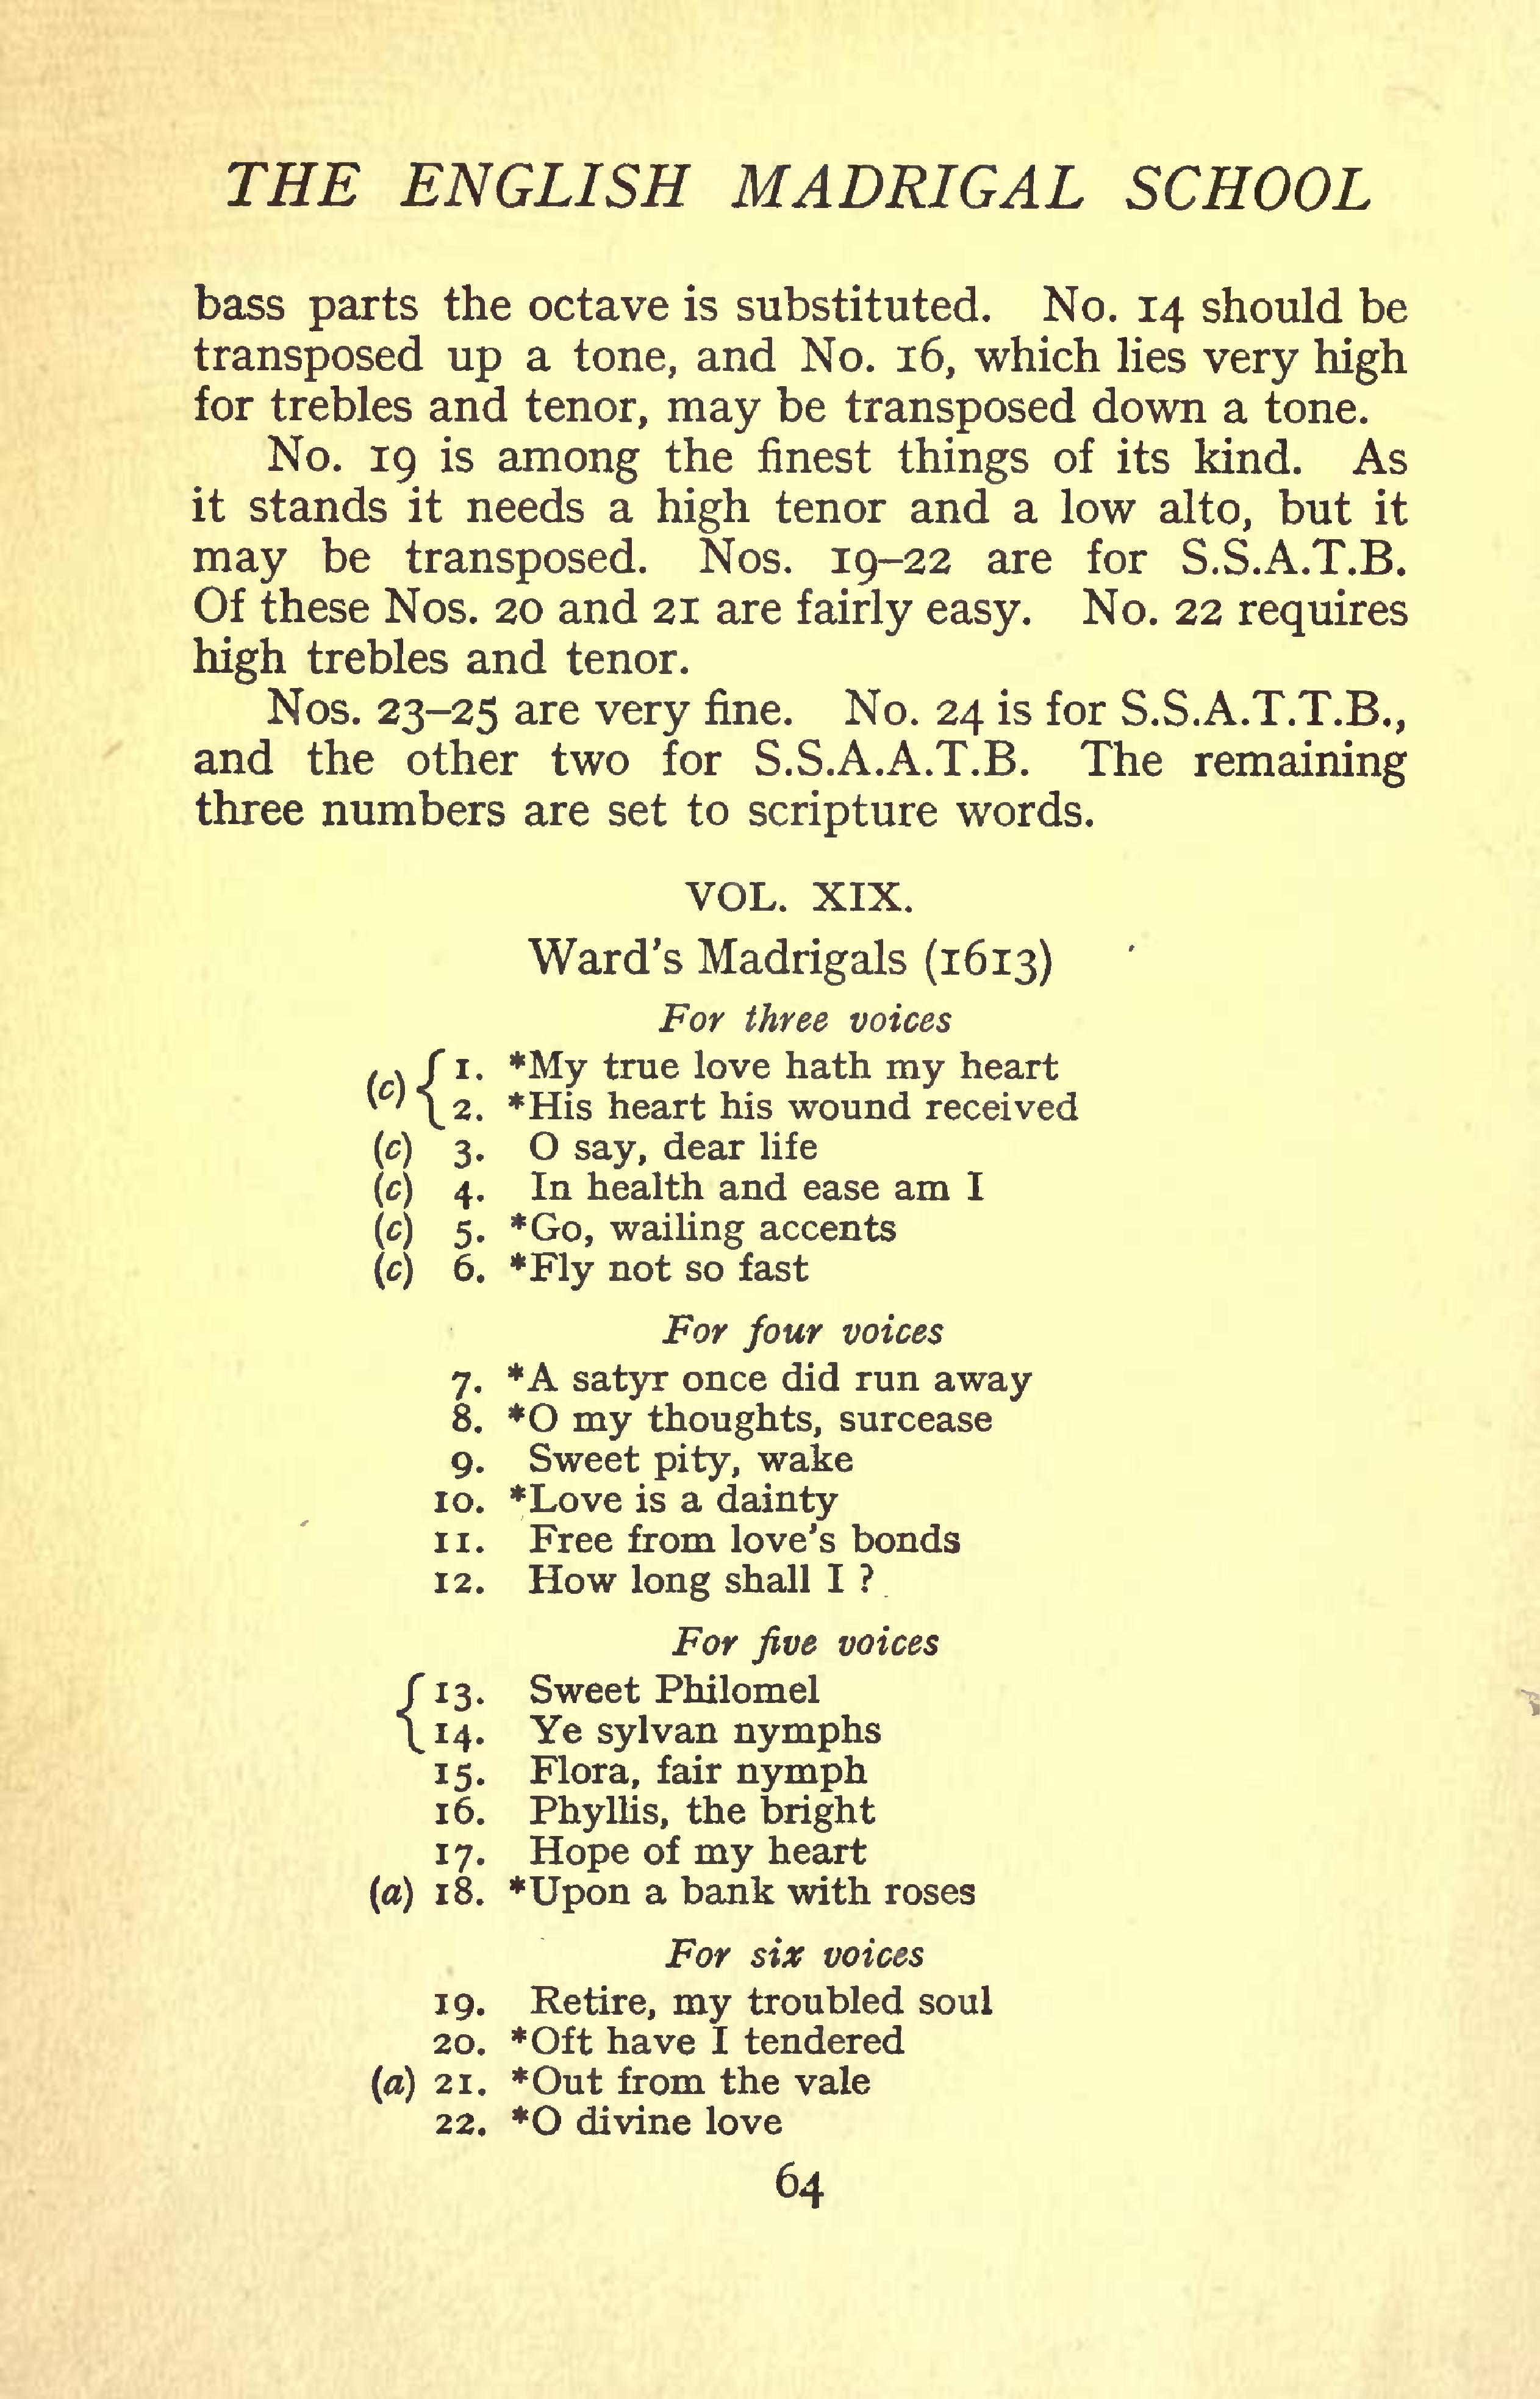 THE ENGLISH MADRIGAL SCHOOL
bass parts the octave is substituted. No. 14 should be
transposed up a tone, and No. 16, which lies very high
for trebles and tenor, may be transposed down a tone.
No. 19 is among the finest things of its kind. As
it stands it needs a high tenor and a low alto, but it
may be transposed. Nos. 19–22 are for S.S.A.T.B.
Of these Nos. 20 and 21 are fairly easy. No. 22 requires
high trebles and tenor.
Nos. 23–25 are very fine. No. 24 is for S.S.A.T.T.B.,
and the other two for S.S.A.A.T.B. The remaining
three numbers are set to scripture words.
VOL. XIX.
Ward's Madrigals (1613)
For three voices
(c) { 1. *My true love hath my heart
2. *His heart his wound received
(c) 3. O say, dear life
(c) 4. In health and ease am I
(c) 5. *Go, wailing accents
(c) 6. *Fly not so fast
For four voices
7. *A satyr once did run away
8. *O my thoughts, surcease
9. Sweet pity, wake
10. *Love is a dainty
11. Free from love's bonds
12. How long shall I ?
For five voices
{ 13. Sweet Philomel
14. Ye sylvan nymphs
15. Flora, fair nymph
16. Phyllis, the bright
17. Hope of my heart
(a) 18. *Upon a bank with roses
For six voices
19. Retire, my troubled soul
20. *Oft have I tendered
(a) 21. *Out from the vale
22. *O divine love
64